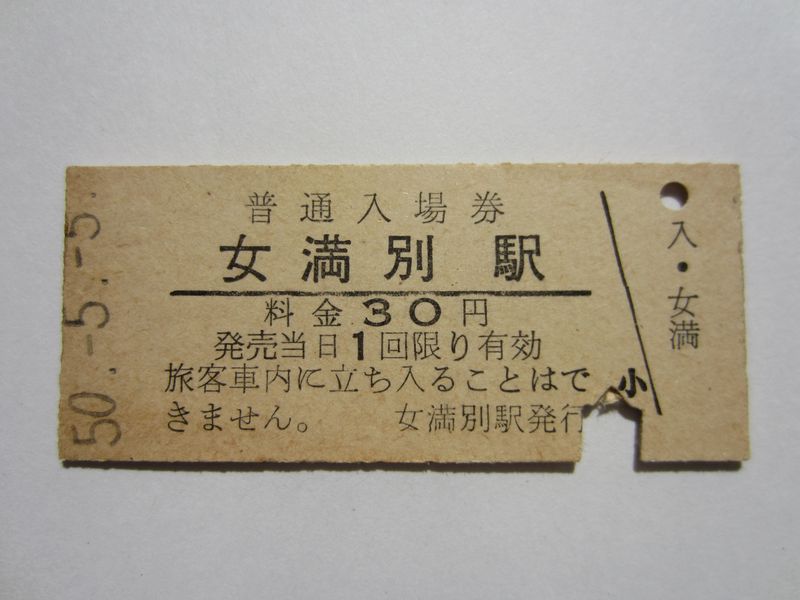 普通入場券
女満別駅
料金30円
発売当日1回限り有効
旅客車内に立ち入ることはで
きません。 女満別駅発行
小
入・女満
50.-5.-5.